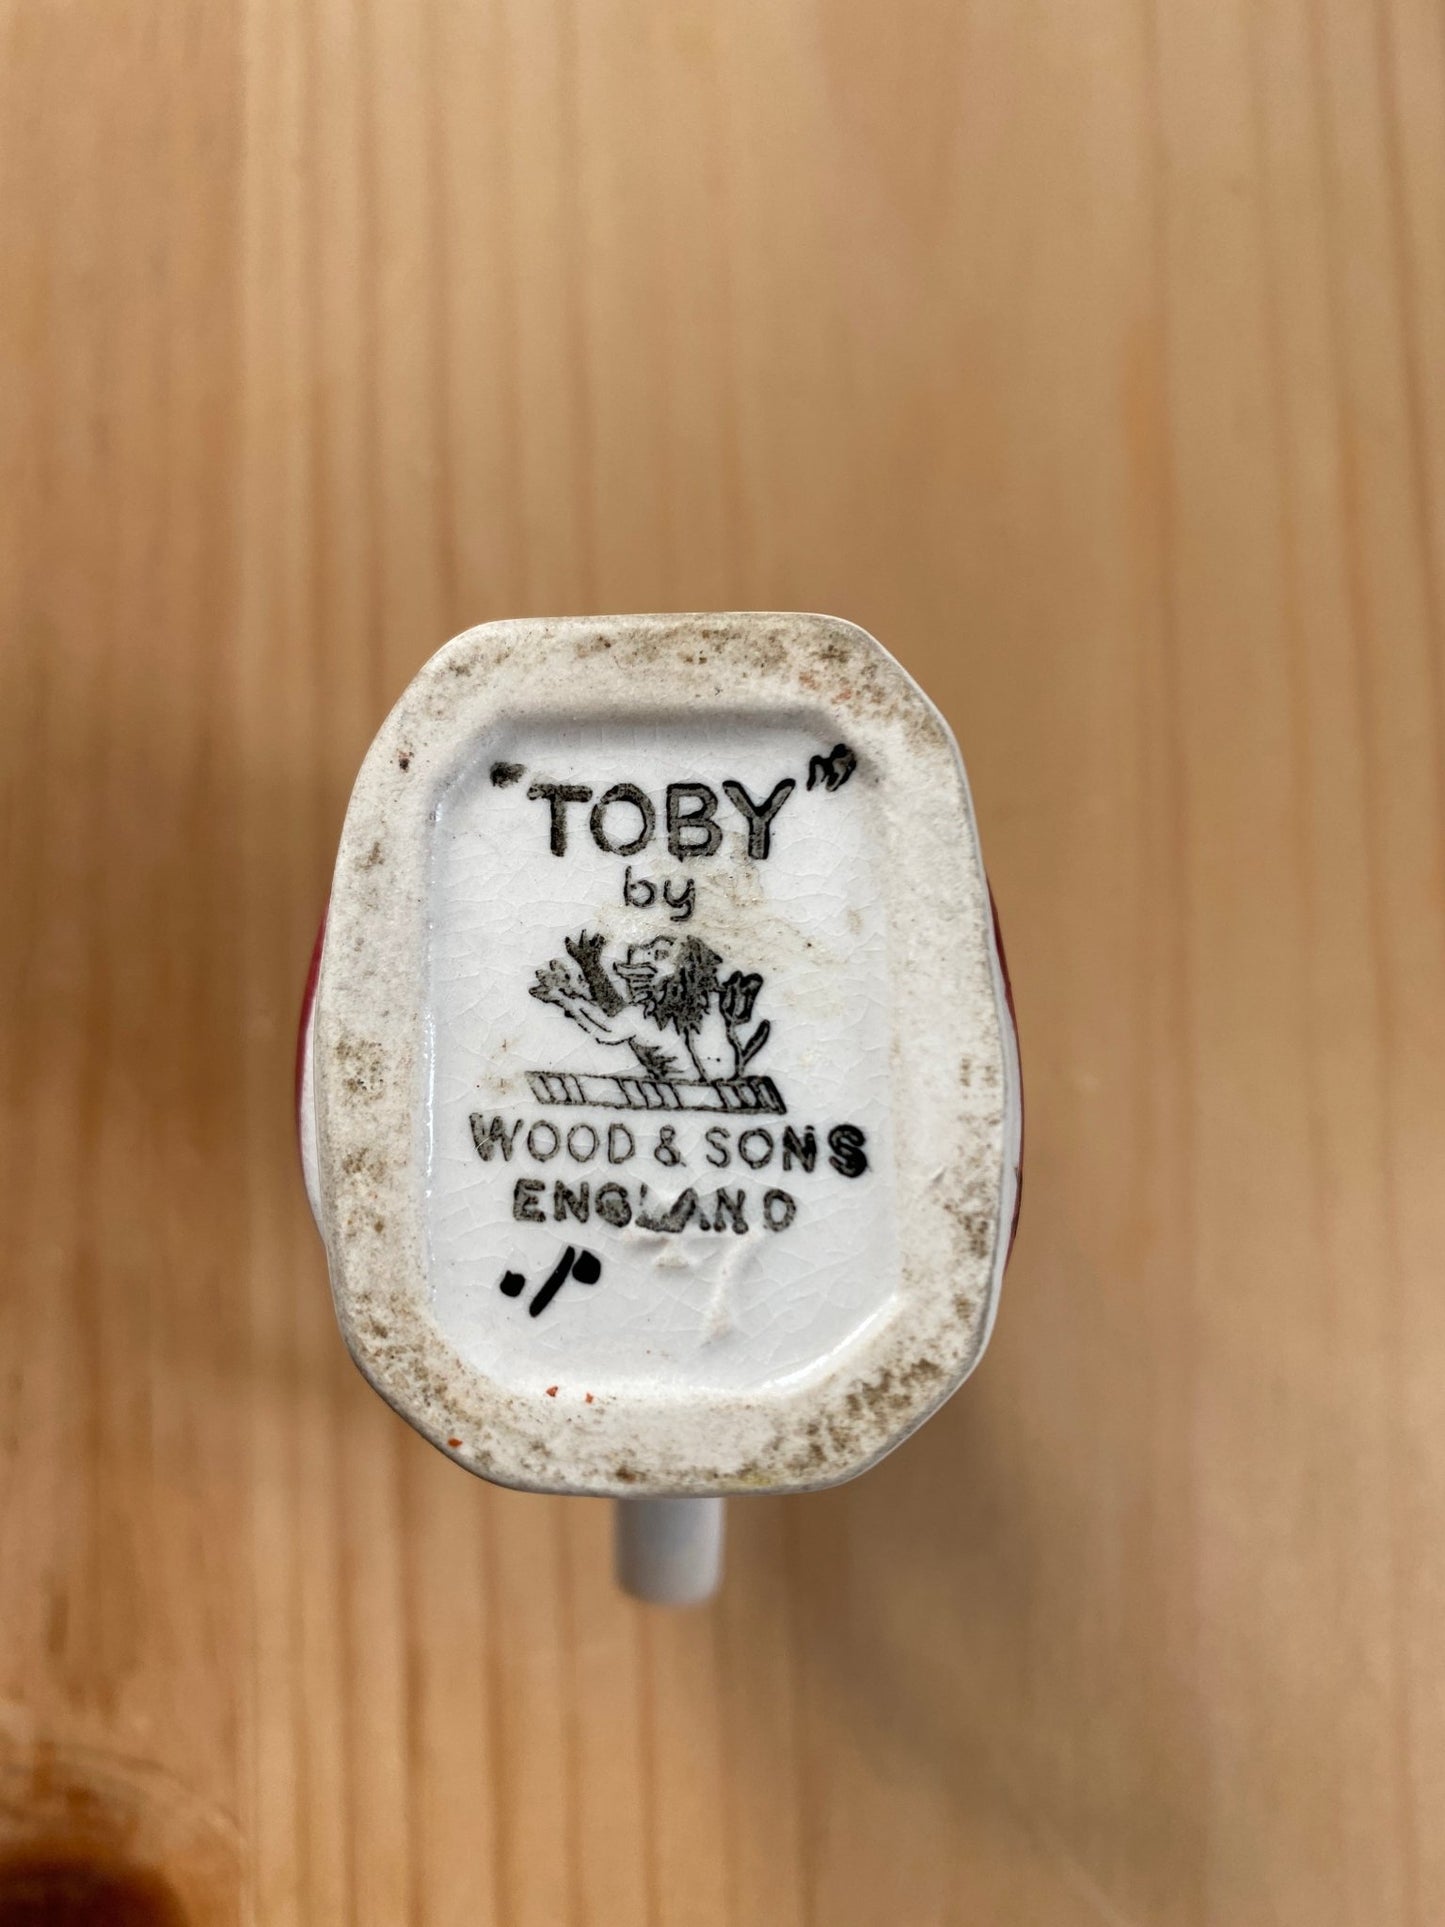 "TOBY"
by
WOOD & SONS
ENGLAND